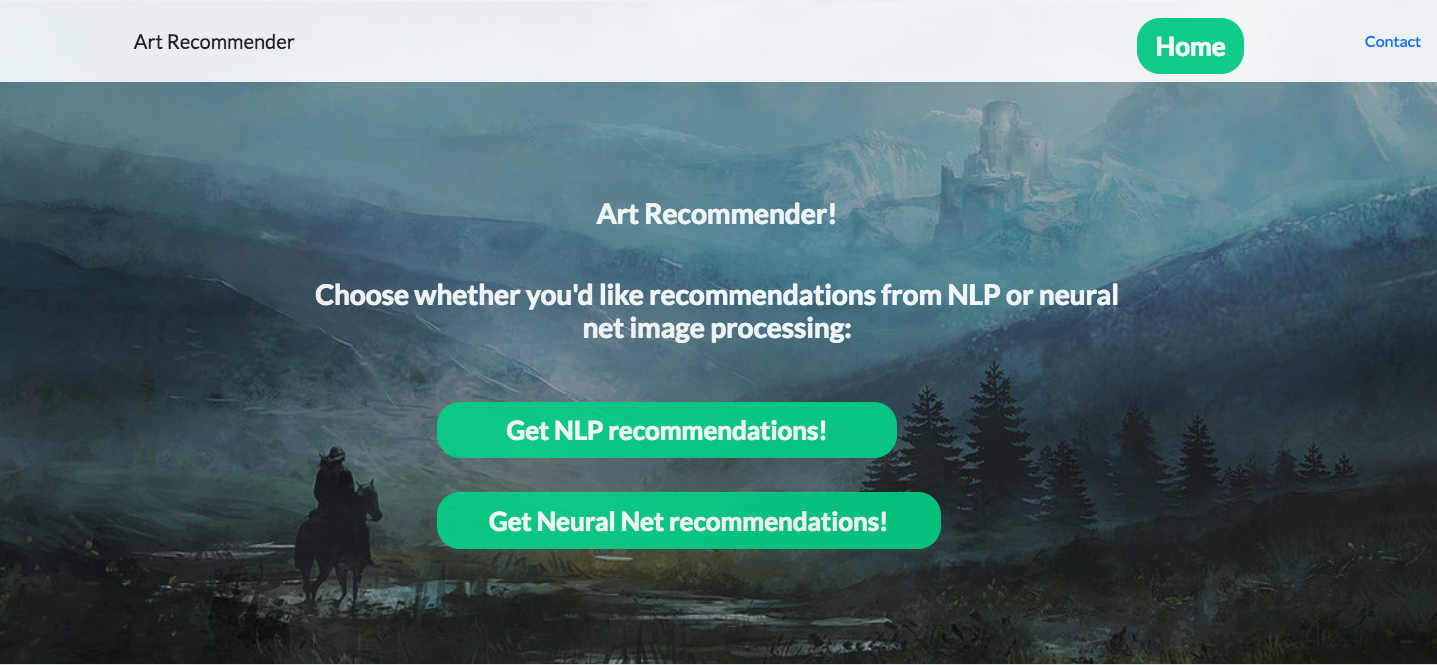 Art Recommender
Home
Contact
Art Recommender!
Choose whether you'd like recommendations from NLP or neural
net image processing:
Get NLP recommendations!
Get Neural Net recommendations!